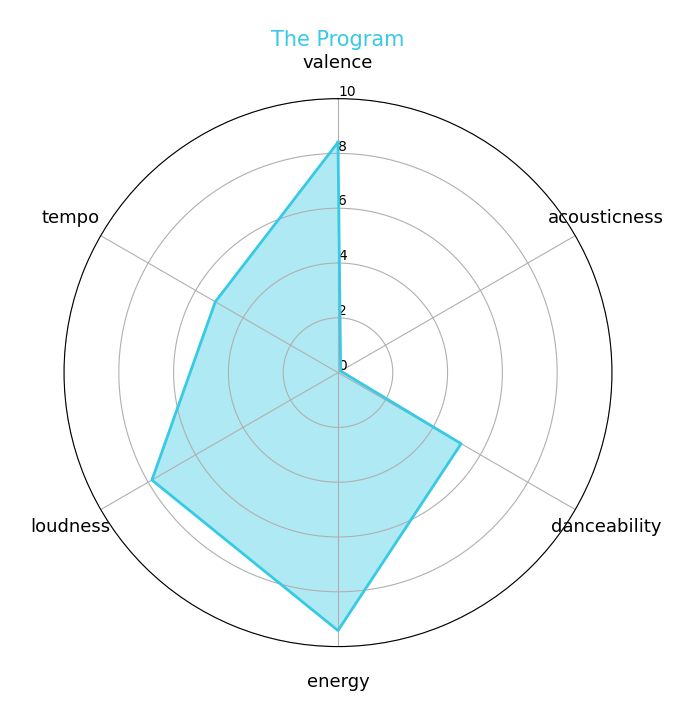 The Program
valence
10
8
tempo
6
acousticness
4
2
0
loudness
danceability
energy